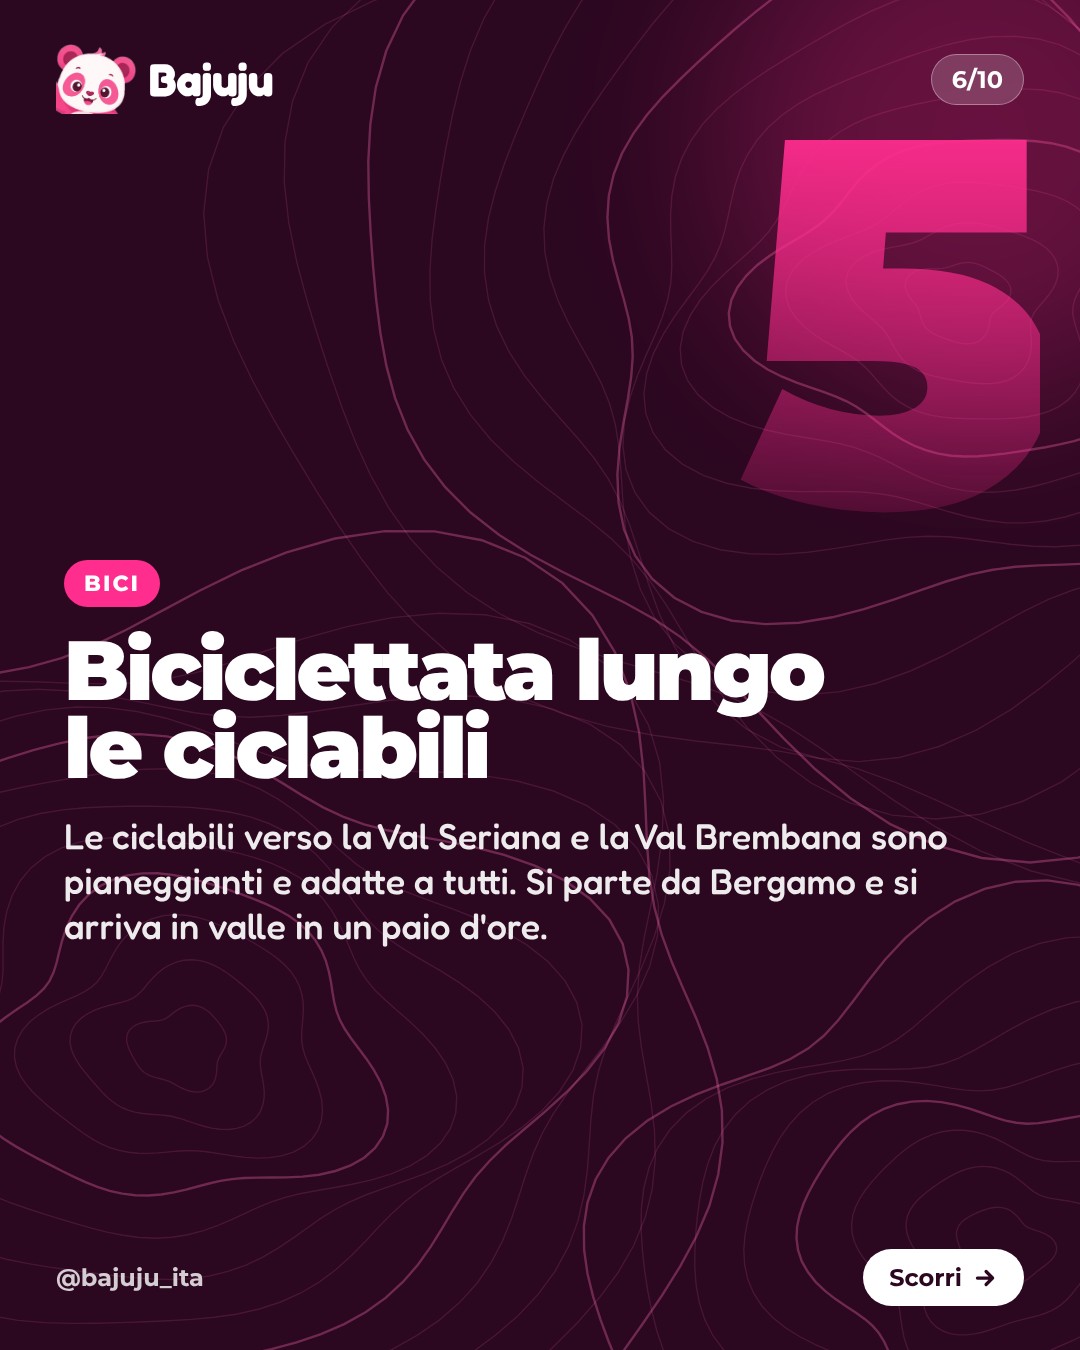 Bajuju
6/10
5
BICI
Biciclettata lungo
le ciclabili
Le ciclabili verso la Val Seriana e la Val Brembana sono
pianeggianti e adatte a tutti. Si parte da Bergamo e si
arriva in valle in un paio d'ore.
@bajuju_ita
Scorri →